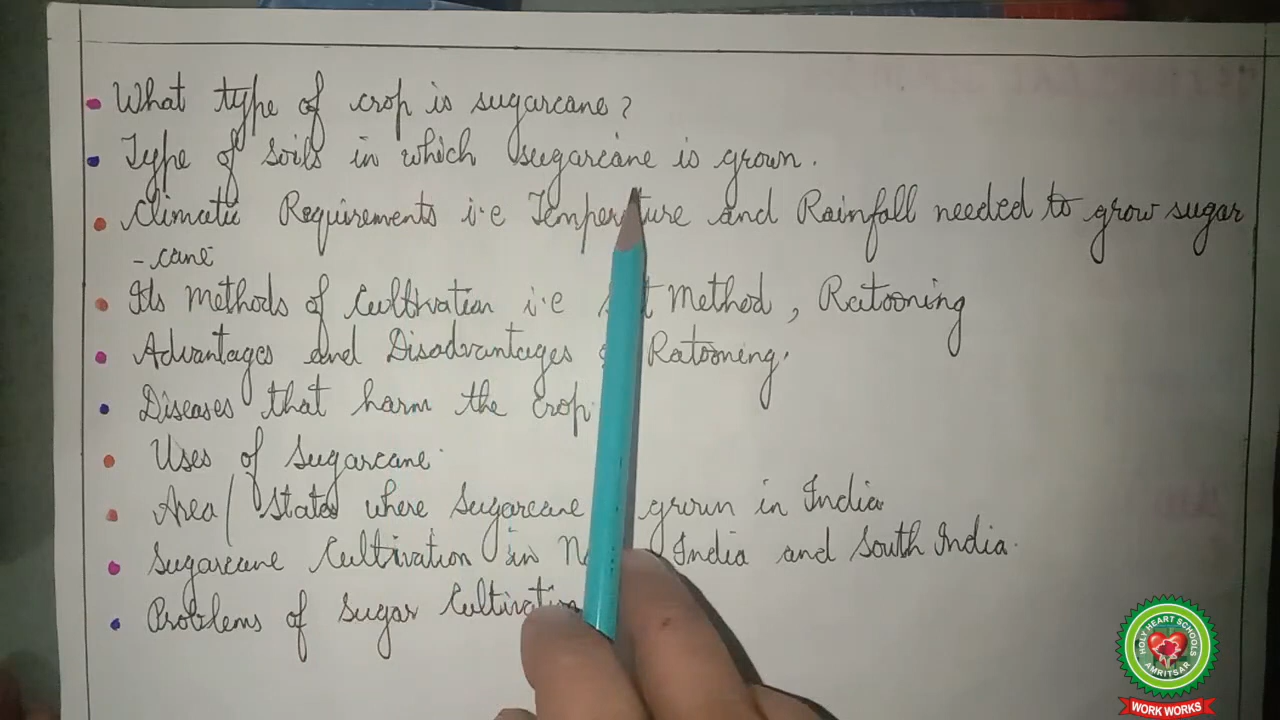 • What type of crop is sugarcane?
• Type of soils in which sugarcane is grown.
• Climatic Requirements i.e Temperature and Rainfall needed to grow sugar
- cane
• Its Methods of Cultivation i.e Method, Ratooning
• Advantages and Disadvantages Ratooning.
• Diseases that harm the crop.
• Uses of Sugarcane.
• Area/States where Sugarcane grown in India
• Sugarcane Cultivation in India and South India.
• Problems of Sugar Cultivation
HOLY HEART SCHOOLS
AMRITSAR
WORK WORKS